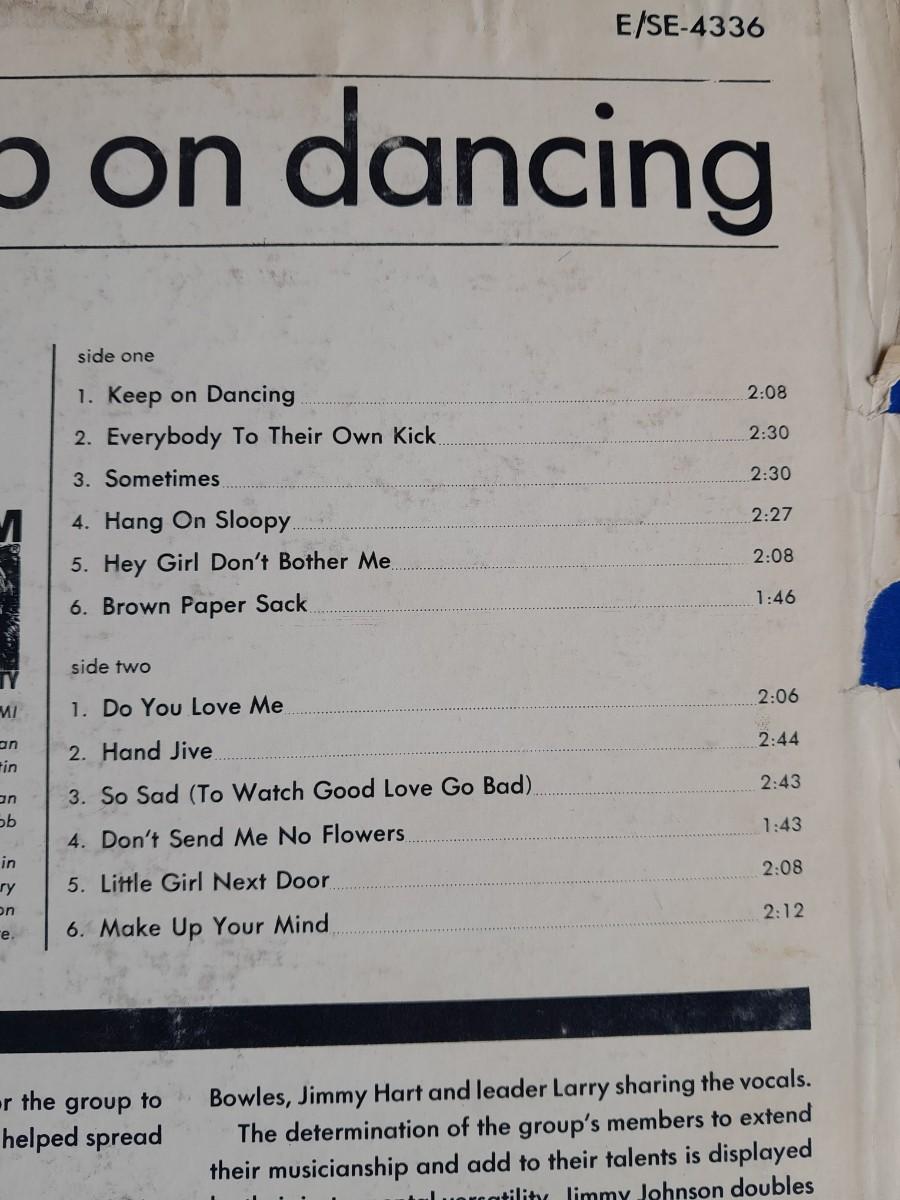 E/SE-4336
on dancing
side one
1. Keep on Dancing 2:08
2. Everybody To Their Own Kick 2:30
3. Sometimes 2:30
4. Hang On Sloopy 2:27
5. Hey Girl Don't Bother Me 2:08
6. Brown Paper Sack 1:46
side two
1. Do You Love Me 2:06
2. Hand Jive 2:44
3. So Sad (To Watch Good Love Go Bad) 2:43
4. Don't Send Me No Flowers 1:43
5. Little Girl Next Door 2:08
6. Make Up Your Mind 2:12
the group to
helped spread
Bowles, Jimmy Hart and leader Larry sharing the vocals.
The determination of the group's members to extend
their musicianship and add to their talents is displayed
versatility. Jimmy Johnson doubles